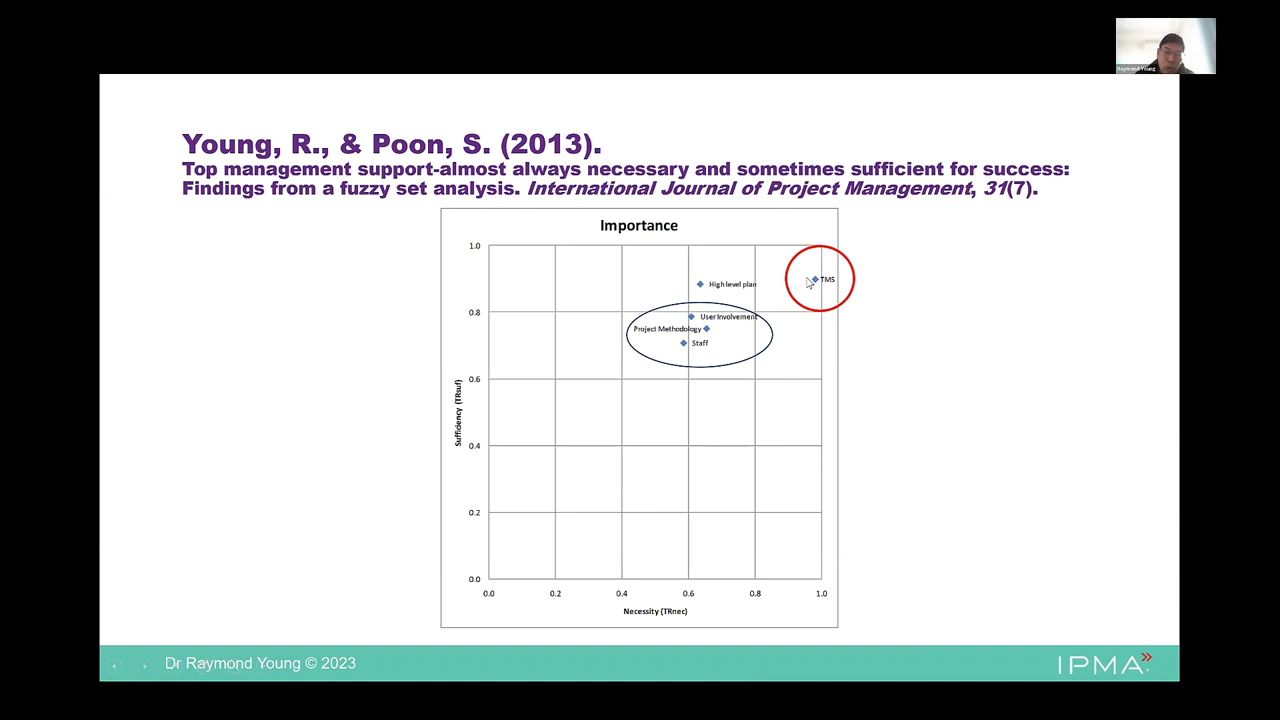 Raymond Young
Young, R., & Poon, S. (2013).
Top management support-almost always necessary and sometimes sufficient for success:
Findings from a fuzzy set analysis. International Journal of Project Management, 31(7).
Importance
1.0
TMS
High level plan
0.8
User Involvement
Project Methodology
Staff
0.6
Sufficiency (TRsuf)
0.4
0.2
0.0
0.0 0.2 0.4 0.6 0.8 1.0
Necessity (TRnec)
Dr Raymond Young © 2023
IPMA